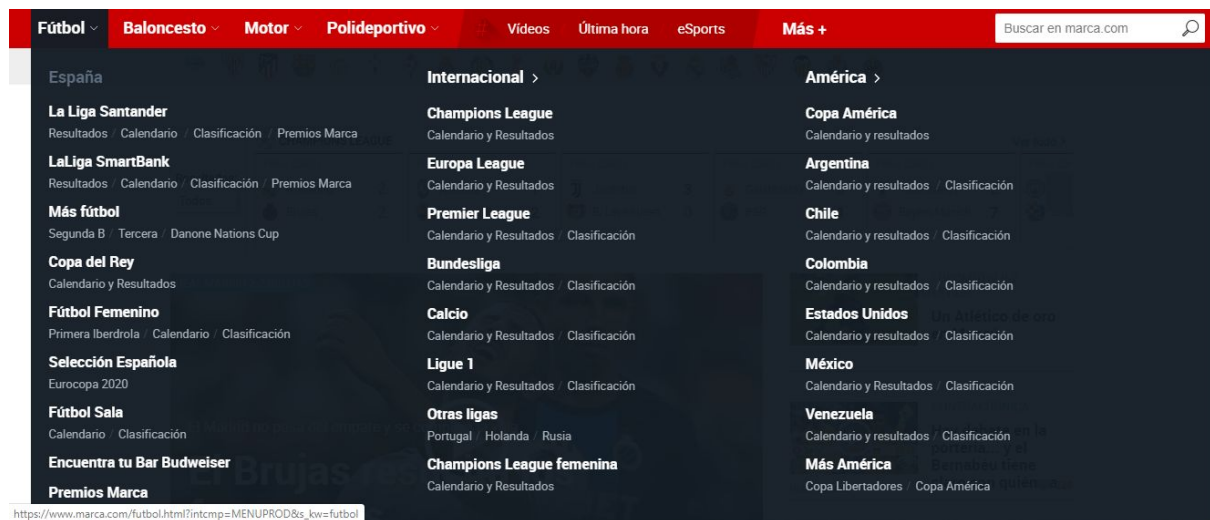 Fútbol Baloncesto Motor Polideportivo Vídeos Última hora eSports Más + Buscar en marca.com
España
La Liga Santander
Resultados / Calendario / Clasificación / Premios Marca
LaLiga SmartBank
Resultados / Calendario / Clasificación / Premios Marca
Más fútbol
Segunda B / Tercera / Danone Nations Cup
Copa del Rey
Calendario y Resultados
Fútbol Femenino
Primera Iberdrola / Calendario / Clasificación
Selección Española
Eurocopa 2020
Fútbol Sala
Calendario / Clasificación
Encuentra tu Bar Budweiser
Premios Marca
Internacional >
Champions League
Calendario y Resultados
Europa League
Calendario y Resultados
Premier League
Calendario y Resultados / Clasificación
Bundesliga
Calendario y Resultados / Clasificación
Calcio
Calendario y Resultados / Clasificación
Ligue 1
Calendario y Resultados / Clasificación
Otras ligas
Portugal / Holanda / Rusia
Champions League femenina
Calendario y Resultados
América >
Copa América
Calendario y resultados
Argentina
Calendario y resultados / Clasificación
Chile
Calendario y resultados / Clasificación
Colombia
Calendario y resultados / Clasificación
Estados Unidos
Calendario y resultados / Clasificación
México
Calendario y Resultados / Clasificación
Venezuela
Calendario y resultados / Clasificación
Más América
Copa Libertadores / Copa América
Un Atlético de oro
El Brujas
https://www.marca.com/futbol.html?intcmp=MENUPROD&s_kw=futbol